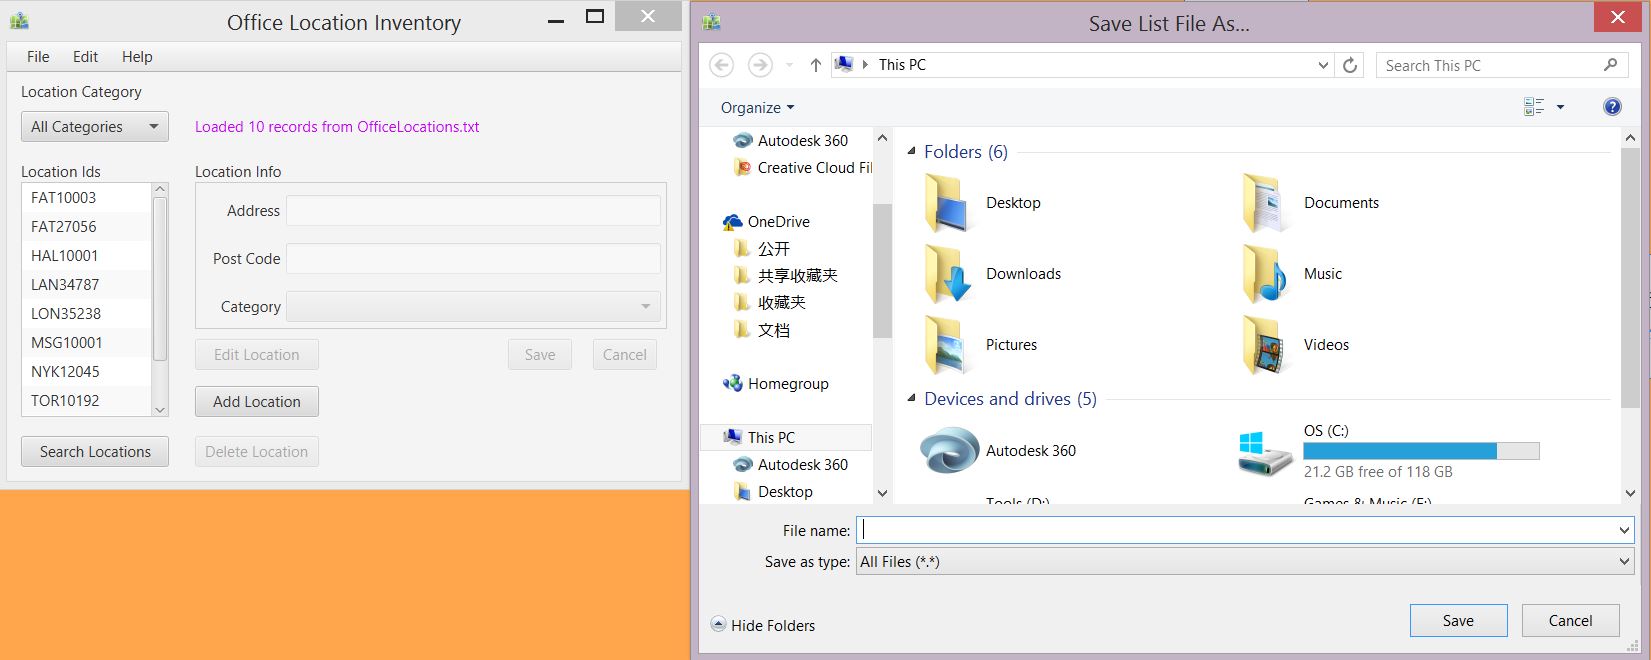 Office Location Inventory
File Edit Help
Location Category
All Categories
Loaded 10 records from OfficeLocations.txt
Location Ids
FAT10003
FAT27056
HAL10001
LAN34787
LON35238
MSG10001
NYK12045
TOR10192
Search Locations
Location Info
Address
Post Code
Category
Edit Location
Save
Cancel
Add Location
Delete Location
Save List File As...
This PC
Search This PC
Organize
Autodesk 360
Creative Cloud Fil
OneDrive
公开
共享收藏夹
收藏夹
文档
Homegroup
This PC
Autodesk 360
Desktop
Folders (6)
Desktop
Documents
Downloads
Music
Pictures
Videos
Devices and drives (5)
Autodesk 360
OS (C:)
21.2 GB free of 118 GB
Tools (D:)
Games & Music (E:)
File name:
Save as type: All Files (*.*)
Hide Folders
Save
Cancel